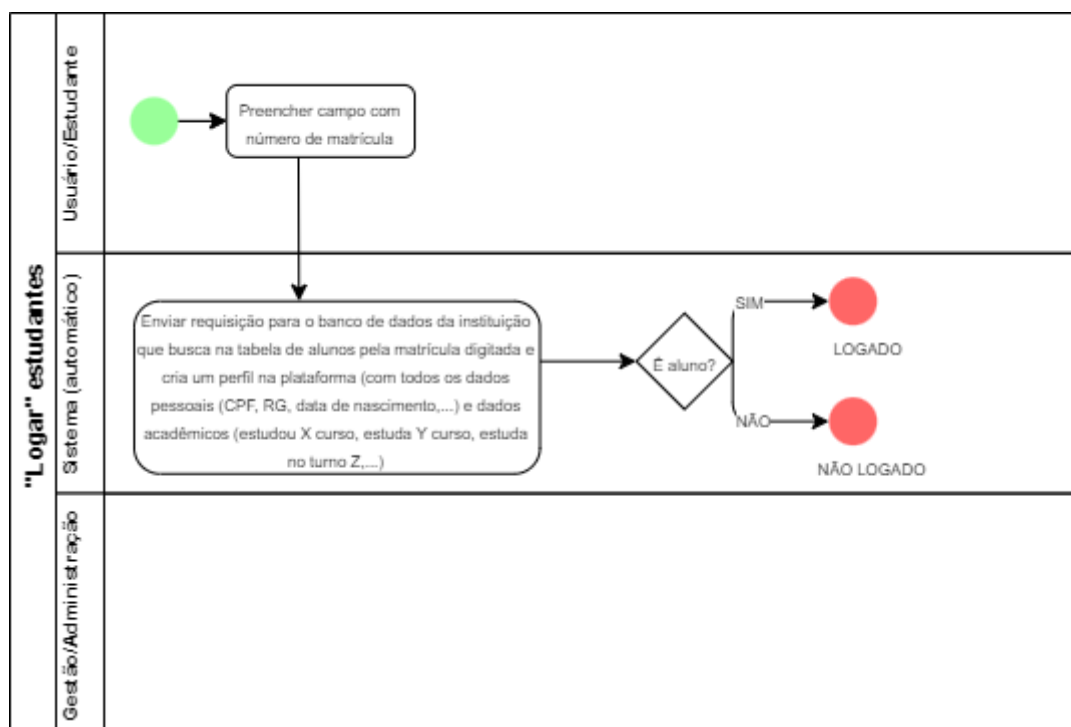 "Logar" estudantes
Usuário/Estudante
Preencher campo com
número de matrícula
Sistema (automático)
Enviar requisição para o banco de dados da instituição
que busca na tabela de alunos pela matrícula digitada e
cria um perfil na plataforma (com todos os dados
pessoais (CPF, RG, data de nascimento,...) e dados
acadêmicos (estudou X curso, estuda Y curso, estuda
no turno Z,...)
É aluno?
SIM
LOGADO
NÃO
NÃO LOGADO
Gestão/Administração